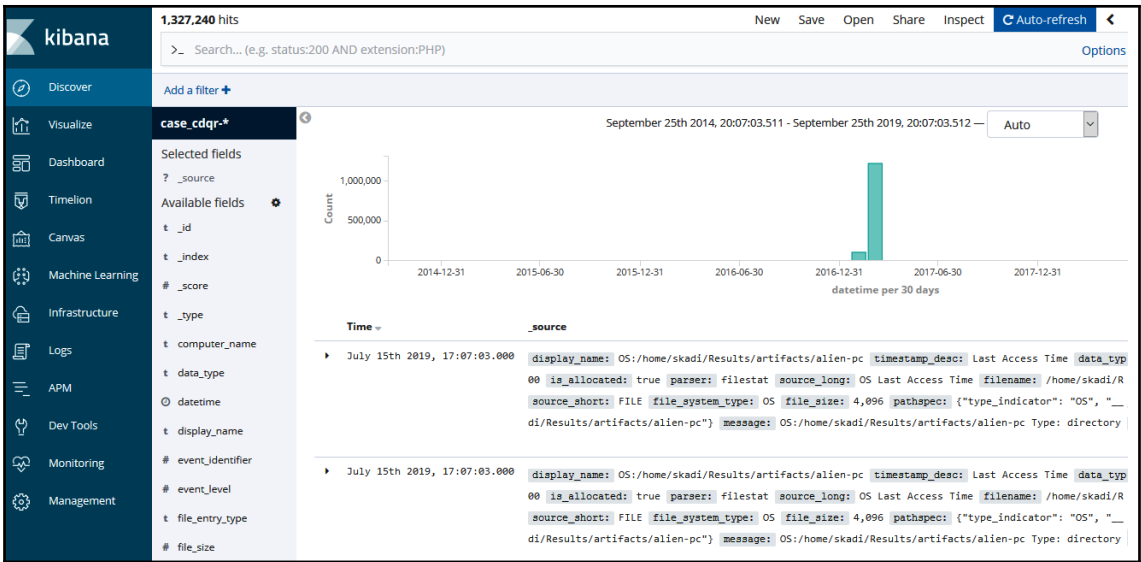 kibana
Discover
Visualize
Dashboard
Timelion
Canvas
Machine Learning
Infrastructure
Logs
APM
Dev Tools
Monitoring
Management
1,327,240 hits
New Save Open Share Inspect Auto-refresh
>_ Search... (e.g. status:200 AND extension:PHP)
Options
Add a filter +
case_cdqr-*
Selected fields
? _source
Available fields
t _id
t _index
# _score
t _type
t computer_name
t data_type
datetime
t display_name
# event_identifier
# event_level
t file_entry_type
# file_size
September 25th 2014, 20:07:03.511 - September 25th 2019, 20:07:03.512 — Auto
Count
1,000,000
500,000
0
2014-12-31 2015-06-30 2015-12-31 2016-06-30 2016-12-31 2017-06-30 2017-12-31
datetime per 30 days
Time _source
July 15th 2019, 17:07:03.000 display_name: OS:/home/skadi/Results/artifacts/alien-pc timestamp_desc: Last Access Time data_typ
00 is_allocated: true parser: filestat source_long: OS Last Access Time filename: /home/skadi/R
source_short: FILE file_system_type: OS file_size: 4,096 pathspec: {"type_indicator": "OS", "__
di/Results/artifacts/alien-pc"} message: OS:/home/skadi/Results/artifacts/alien-pc Type: directory
July 15th 2019, 17:07:03.000 display_name: OS:/home/skadi/Results/artifacts/alien-pc timestamp_desc: Last Access Time data_typ
00 is_allocated: true parser: filestat source_long: OS Last Access Time filename: /home/skadi/R
source_short: FILE file_system_type: OS file_size: 4,096 pathspec: {"type_indicator": "OS", "__
di/Results/artifacts/alien-pc"} message: OS:/home/skadi/Results/artifacts/alien-pc Type: directory